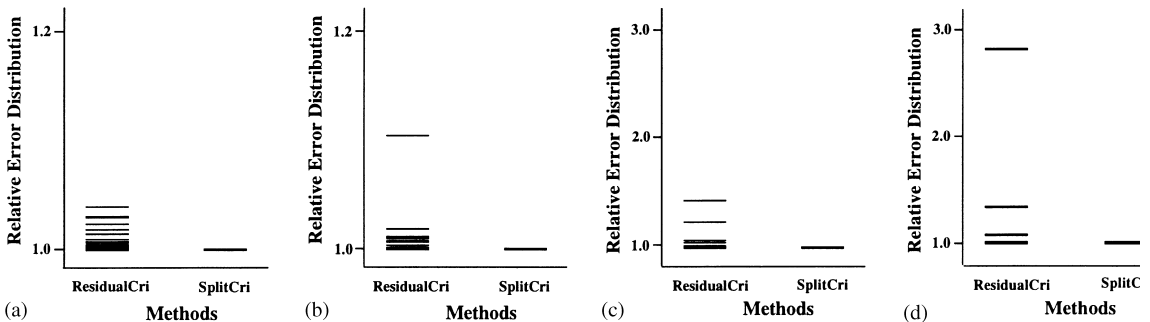 Relative Error Distribution
1.2
1.0
ResidualCri SplitCri
Methods
(a)
Relative Error Distribution
1.2
1.0
ResidualCri SplitCri
Methods
(b)
Relative Error Distribution
3.0
2.0
1.0
ResidualCri SplitCri
Methods
(c)
Relative Error Distribution
3.0
2.0
1.0
ResidualCri SplitC
Methods
(d)